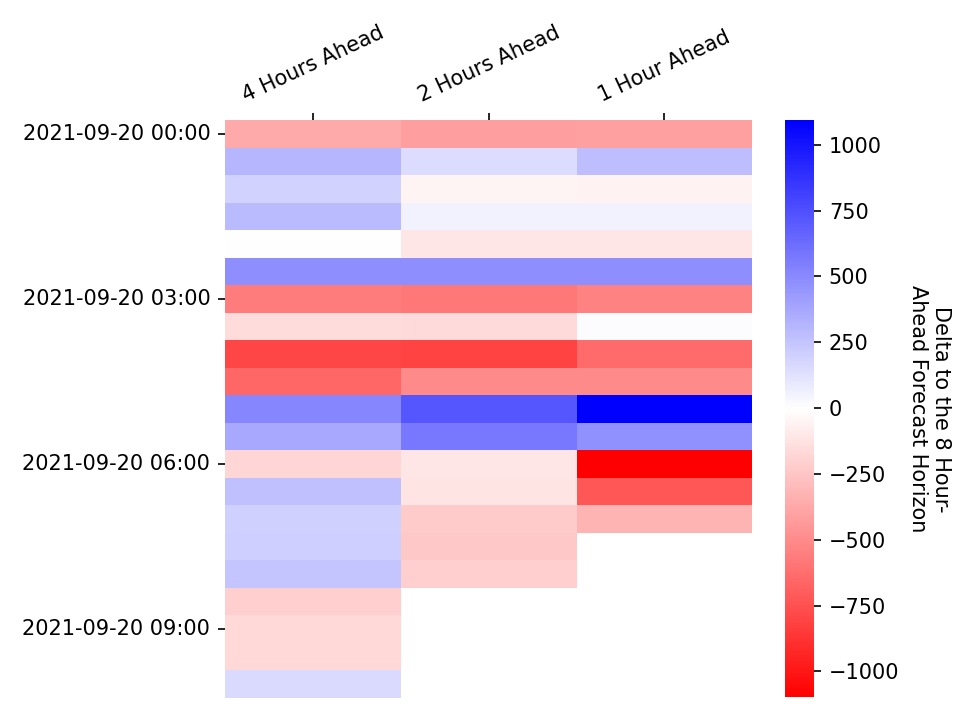 4 Hours Ahead
2 Hours Ahead
1 Hour Ahead
2021-09-20 00:00
2021-09-20 03:00
2021-09-20 06:00
2021-09-20 09:00
1000
750
500
250
0
−250
−500
−750
−1000
Delta to the 8 Hour-
Ahead Forecast Horizon